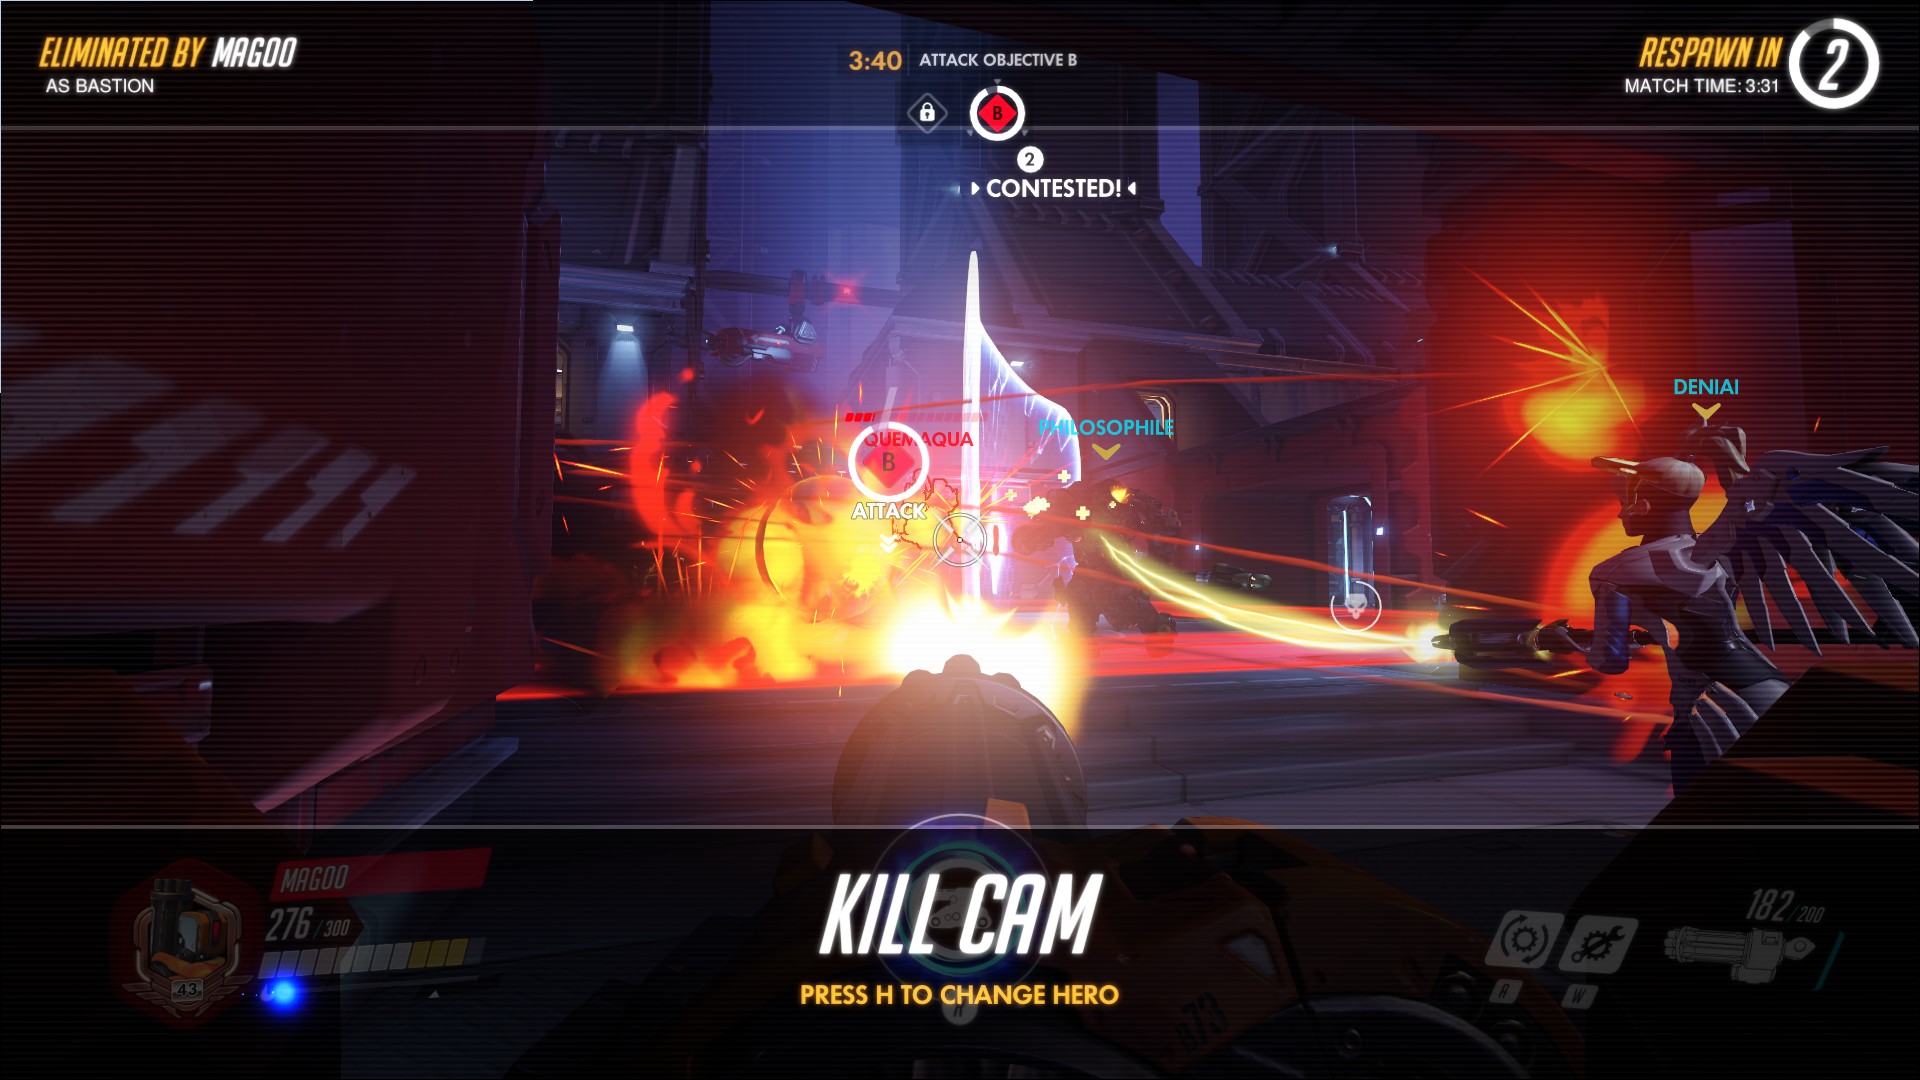 ELIMINATED BY MAGOO
AS BASTION
3:40 ATTACK OBJECTIVE B
RESPAWN IN 2
MATCH TIME: 3:31
B
2
CONTESTED!
DENIAI
PHILOSOPHILE
QUEMAQUA
B
ATTACK
MAGOO
276/300
43
KILL CAM
PRESS H TO CHANGE HERO
182/200
A
W
B73